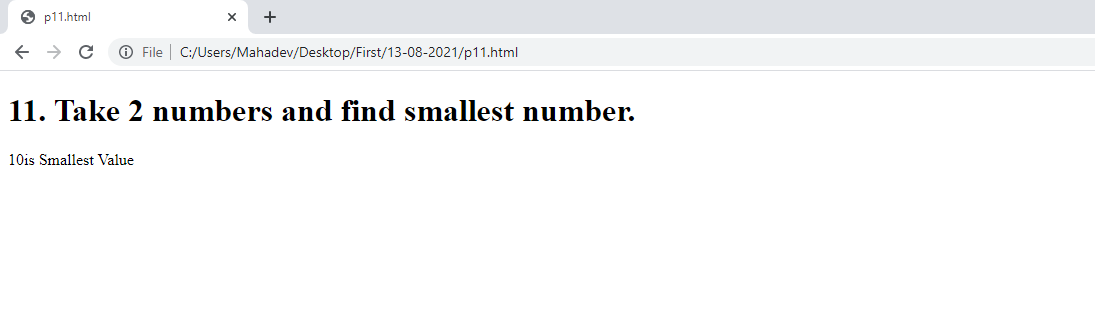 p11.html
File | C:/Users/Mahadev/Desktop/First/13-08-2021/p11.html
11. Take 2 numbers and find smallest number.
10is Smallest Value